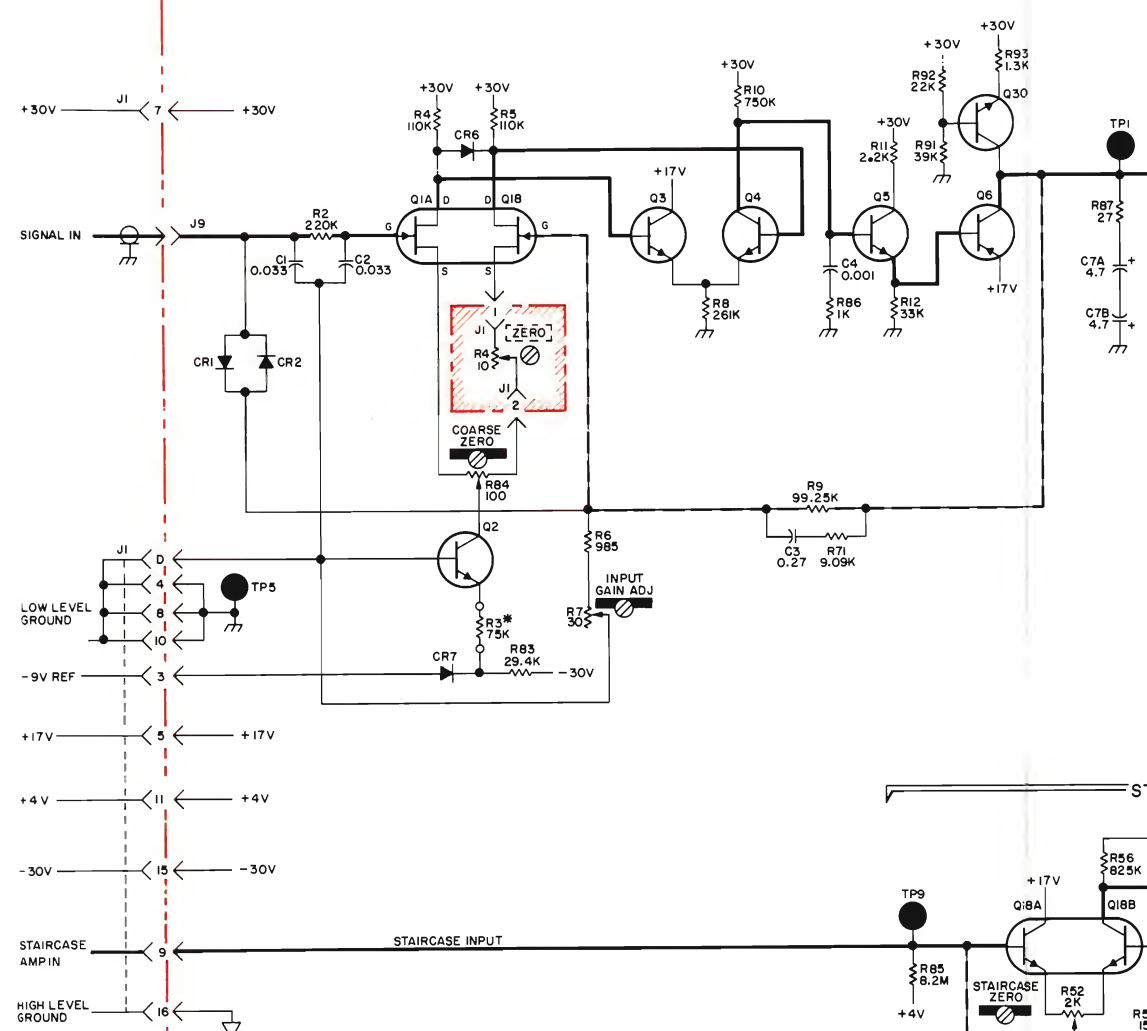 +30V
+30V
R93
1.3K
R92
22K
Q30
+30V
+30V
+30V
R10
750K
+30V J1 7 +30V
R4
110K
R5
110K
CR6
+30V
R11
2.2K
R91
39K
TP1
+17V
Q1A D D Q1B
Q3 Q4 Q5 Q6
R87
27
SIGNAL IN J9
R2
220K
G G
C1
0.033
C2
0.033
S S
C4
0.001
C7A
4.7
+
R8
261K
R86
1K
R12
33K
+17V
C7B
4.7
+
1
J1
ZERO
R4
10
J1
2
CR1 CR2
COARSE
ZERO
R84
100
R9
99.25K
C3
0.27
R71
9.09K
Q2
R6
985
J1 D
4
TP5
INPUT
GAIN ADJ
LOW LEVEL
GROUND
8
10
R7
30
R3*
75K
CR7
R83
29.4K
-30V
-9V REF 3
+17V 5 +17V
+4V 11 +4V
ST
-30V 15 -30V
R56
825K
+17V
TP9
Q18A Q18B
STAIRCASE
AMP IN
9
STAIRCASE INPUT
R85
8.2M
+4V
STAIRCASE
ZERO
R52
2K
HIGH LEVEL
GROUND
16